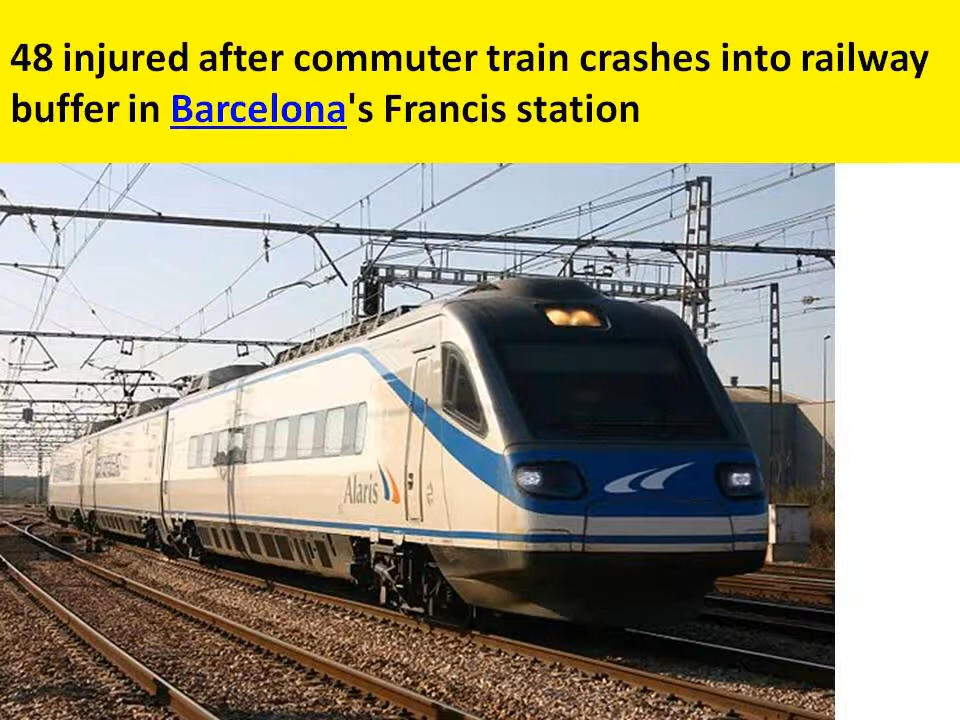 48 injured after commuter train crashes into railway
buffer in Barcelona's Francis station
Alaris